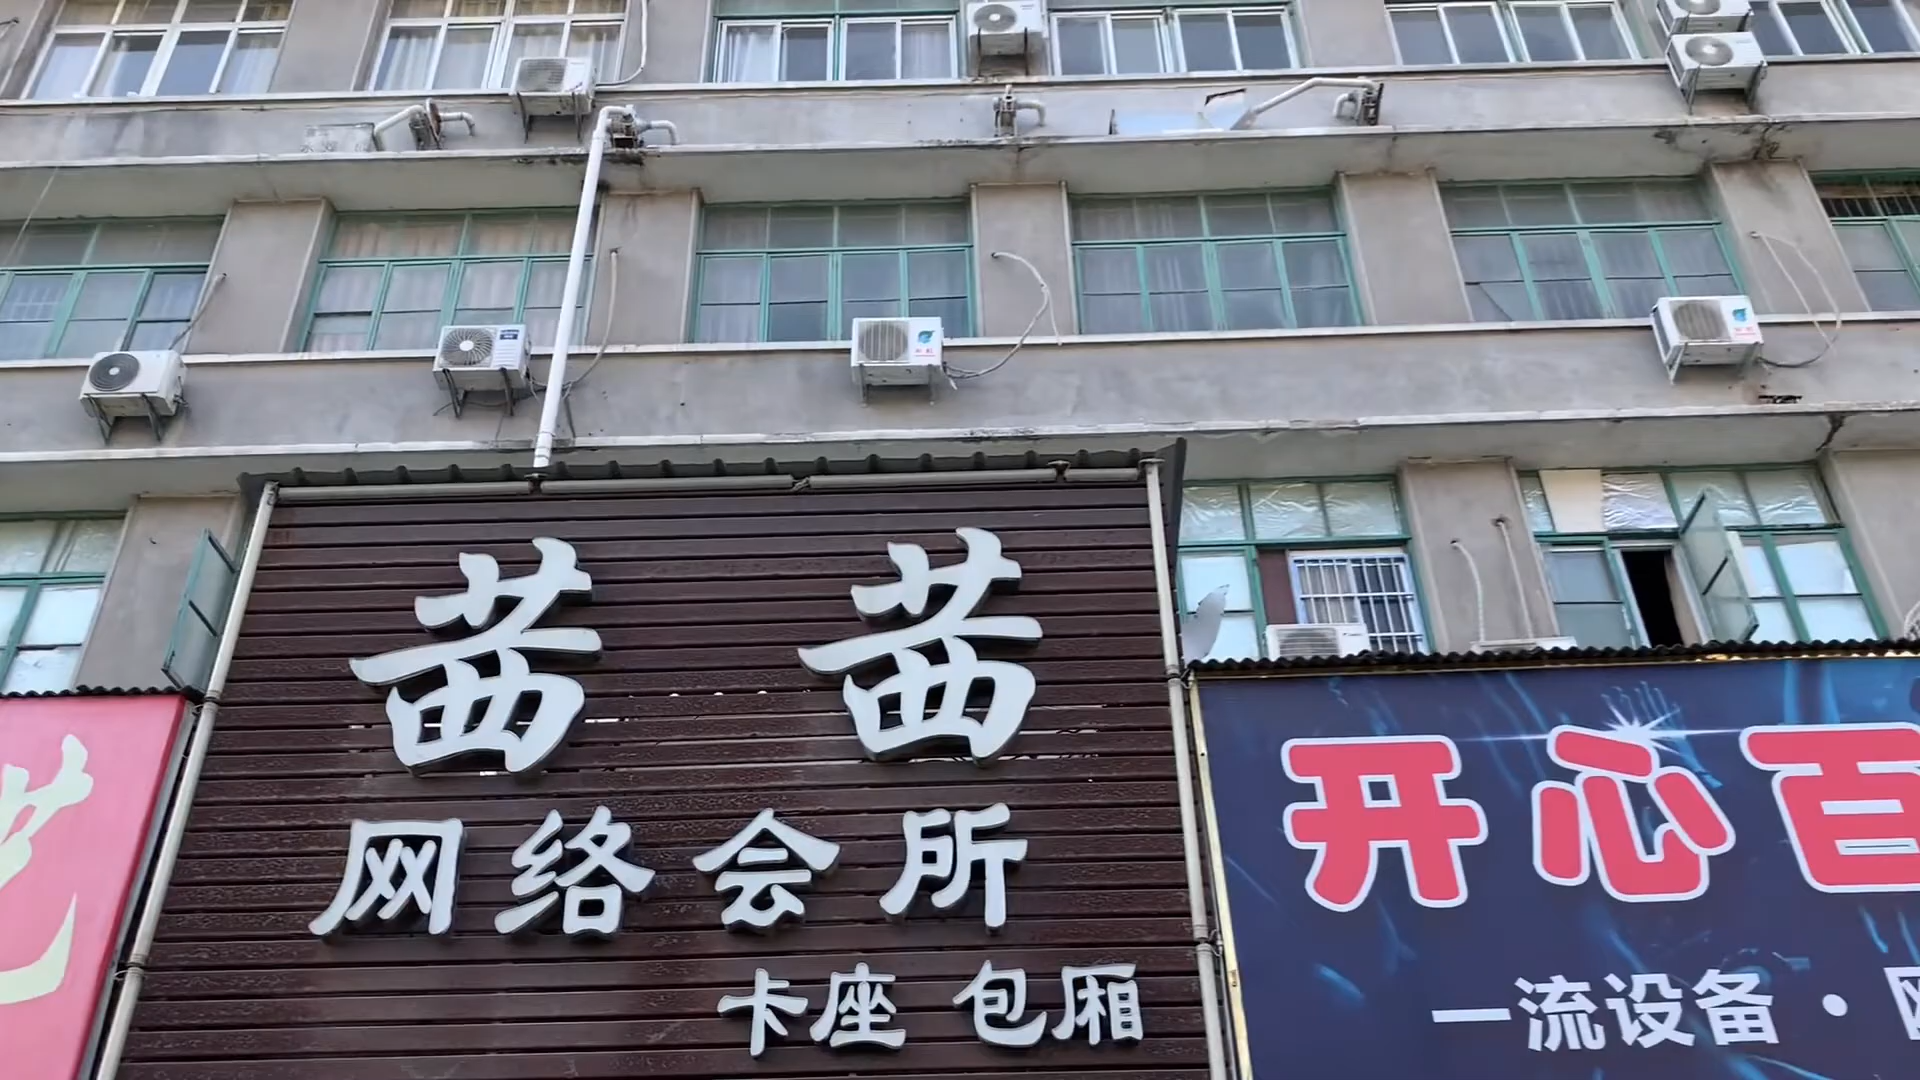 茜茜
网络会所
卡座 包厢
开心百
一流设备·